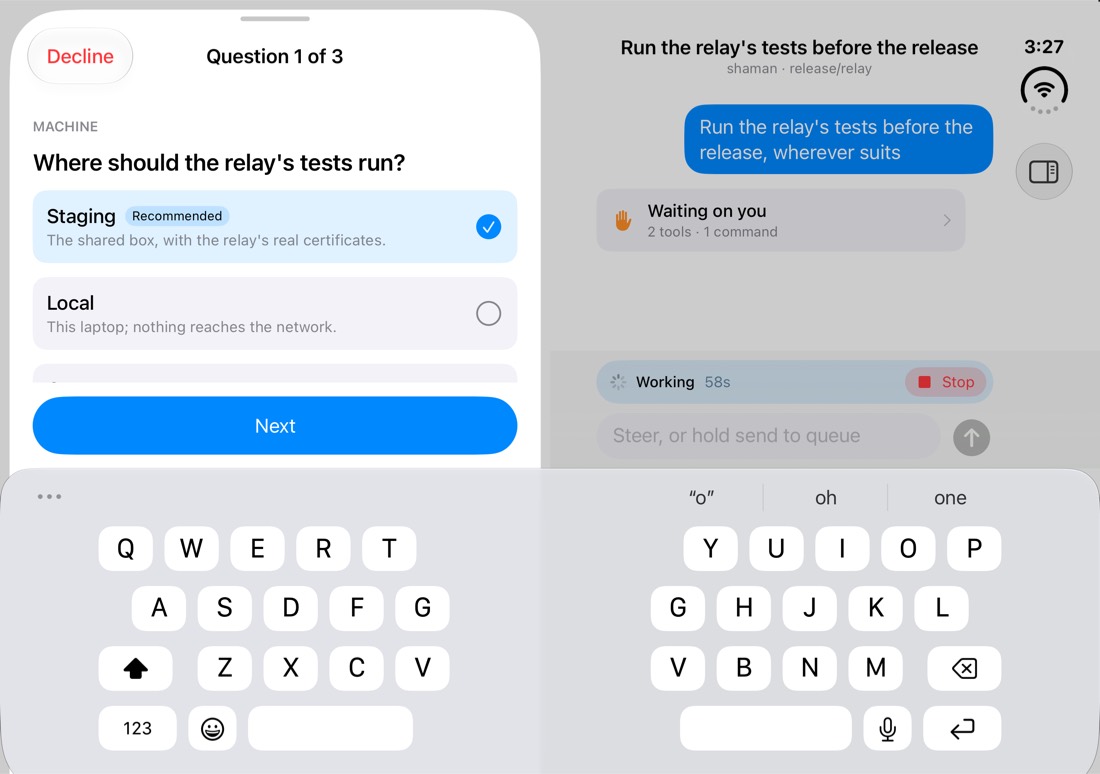 Decline
Question 1 of 3
MACHINE
Where should the relay's tests run?
Staging Recommended
The shared box, with the relay's real certificates.
Local
This laptop; nothing reaches the network.
Next
Run the relay's tests before the release
shaman · release/relay
3:27
Run the relay's tests before the
release, wherever suits
Waiting on you
2 tools · 1 command
Working 58s
Stop
Steer, or hold send to queue
“o” oh one
Q W E R T Y U I O P
A S D F G G H J K L
Z X C V V B N M
123